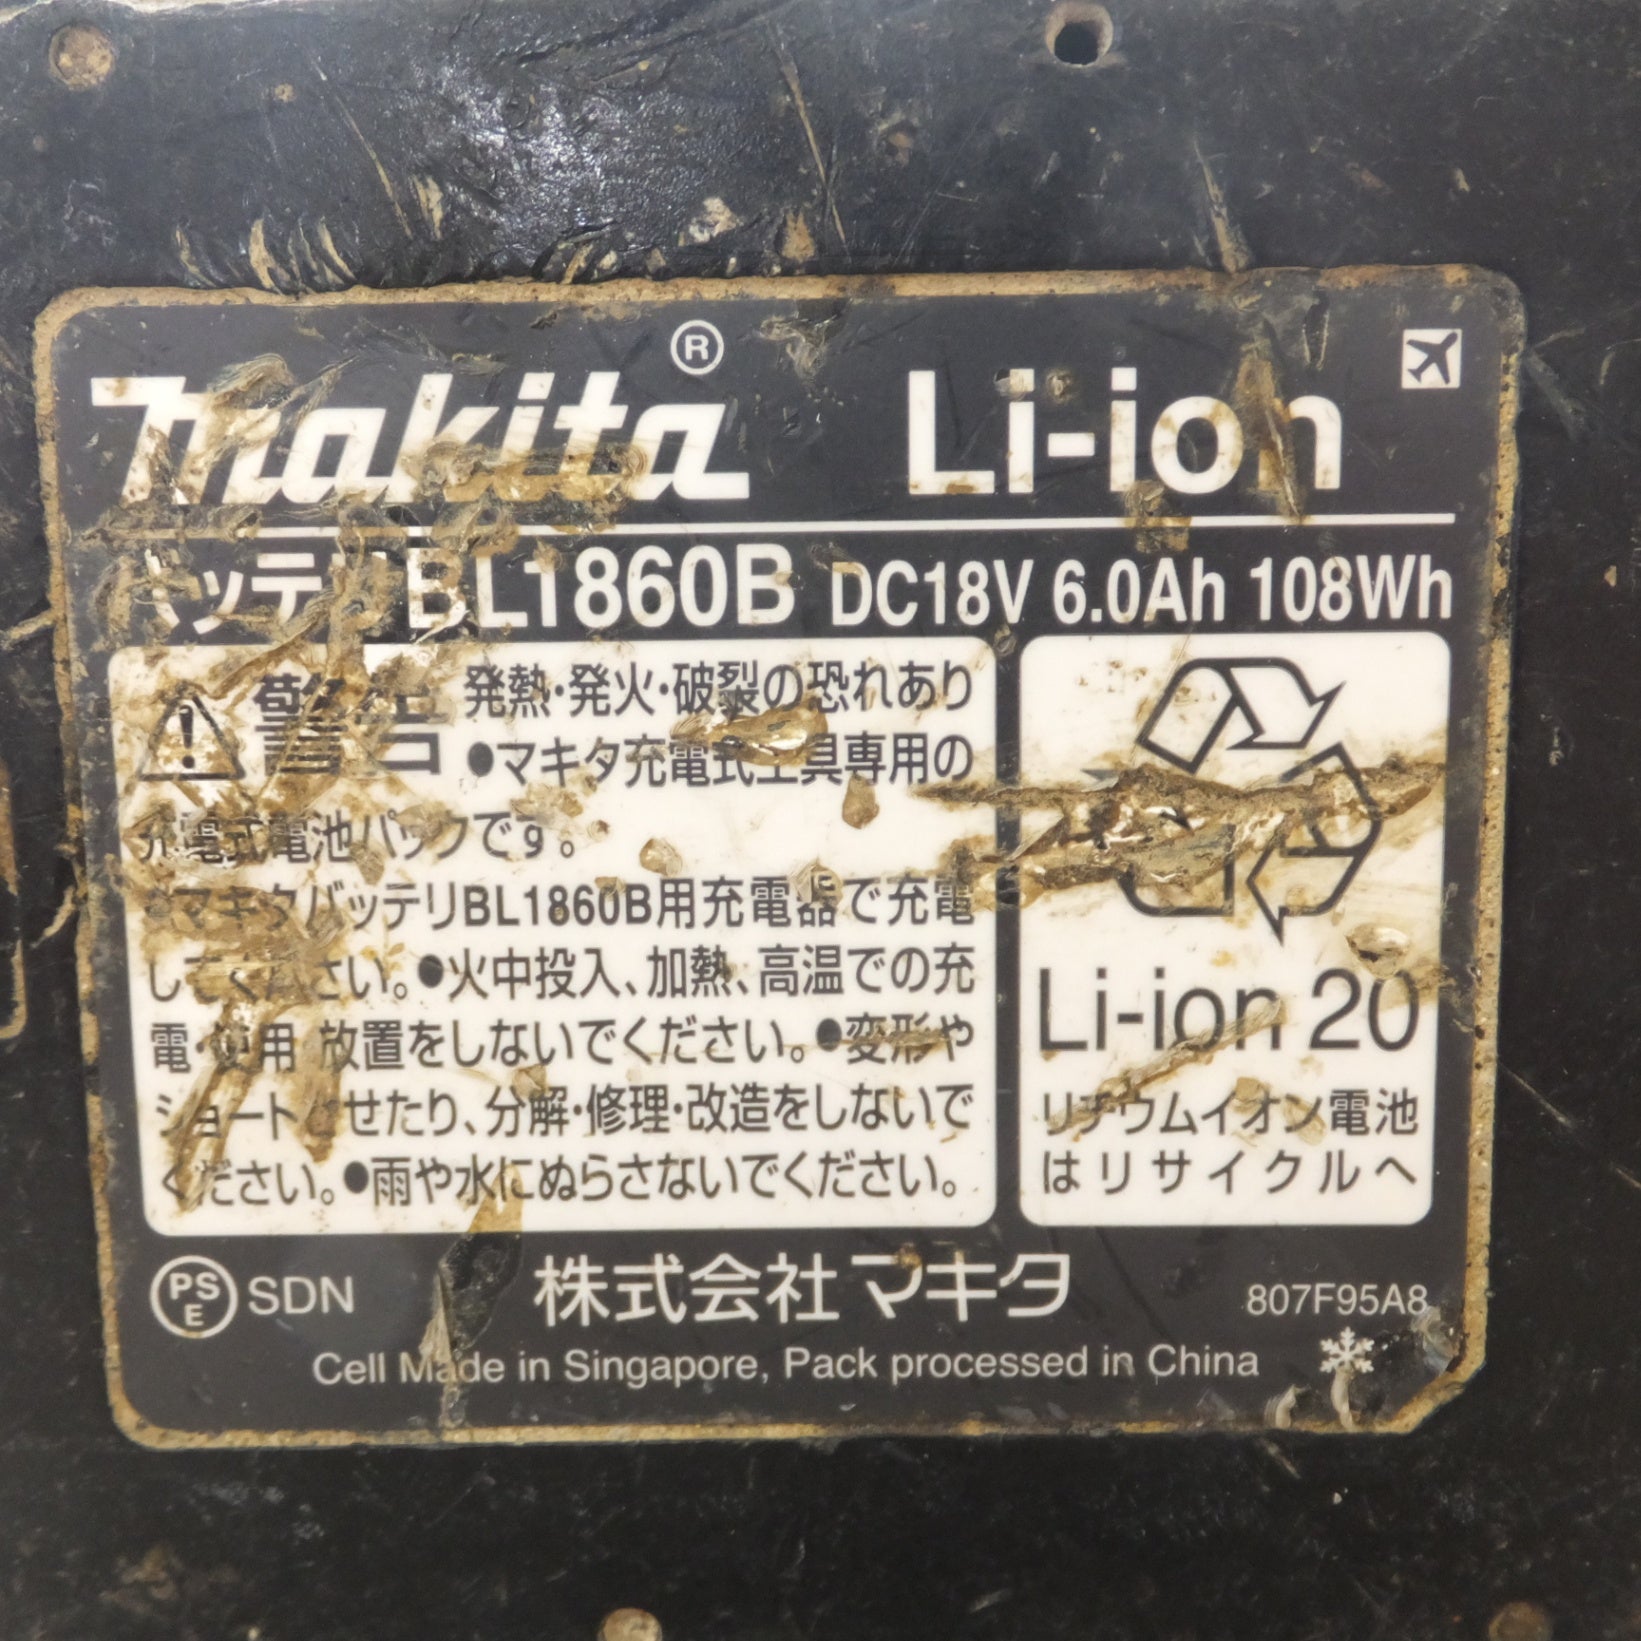 makita® Li-ion
バッテリBL1860B DC18V 6.0Ah 108Wh
警告 発熱・発火・破裂の恐れあり
●マキタ充電式工具専用の
充電式電池パックです。
●マキタバッテリBL1860B用充電器で充電
してください。●火中投入、加熱、高温での充
電・使用・放置をしないでください。●変形や
ショートさせたり、分解・修理・改造をしないで
ください。●雨や水にぬらさないでください。
Li-ion 20
リチウムイオン電池
はリサイクルへ
PSE SDN 株式会社マキタ 807F95A8
Cell Made in Singapore, Pack processed in China